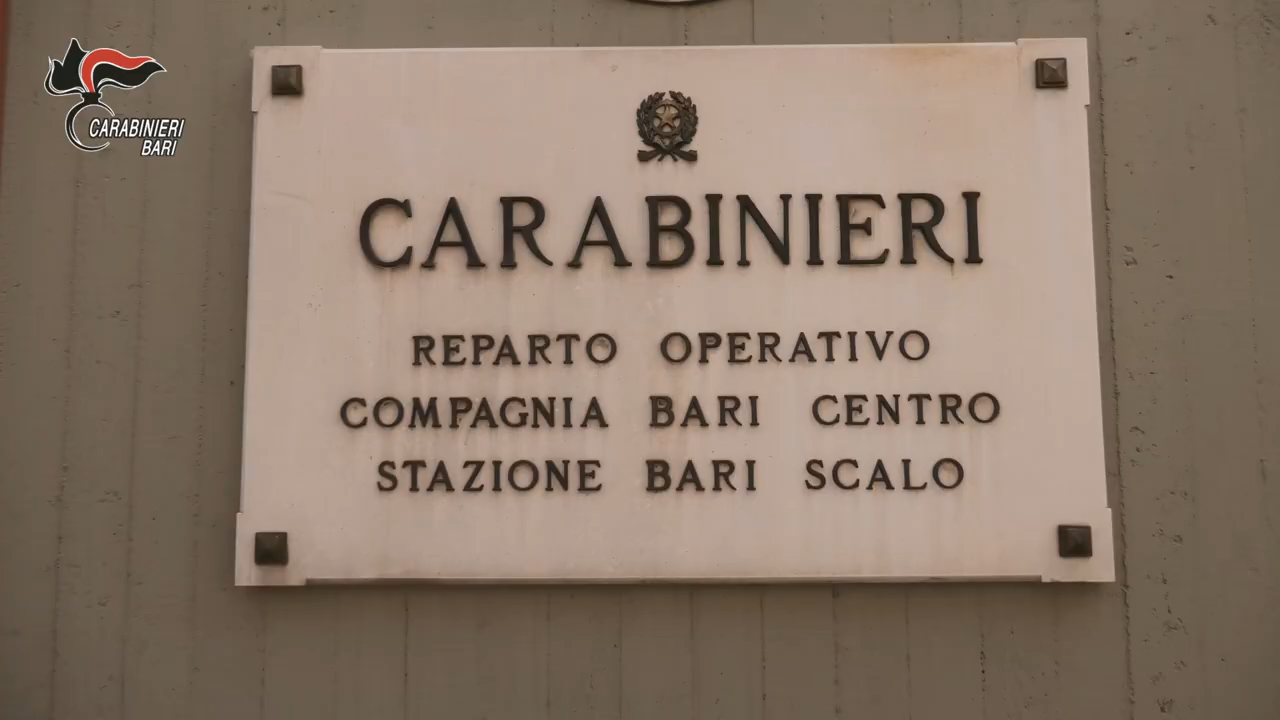 CARABINIERI
BARI
CARABINIERI
REPARTO OPERATIVO
COMPAGNIA BARI CENTRO
STAZIONE BARI SCALO